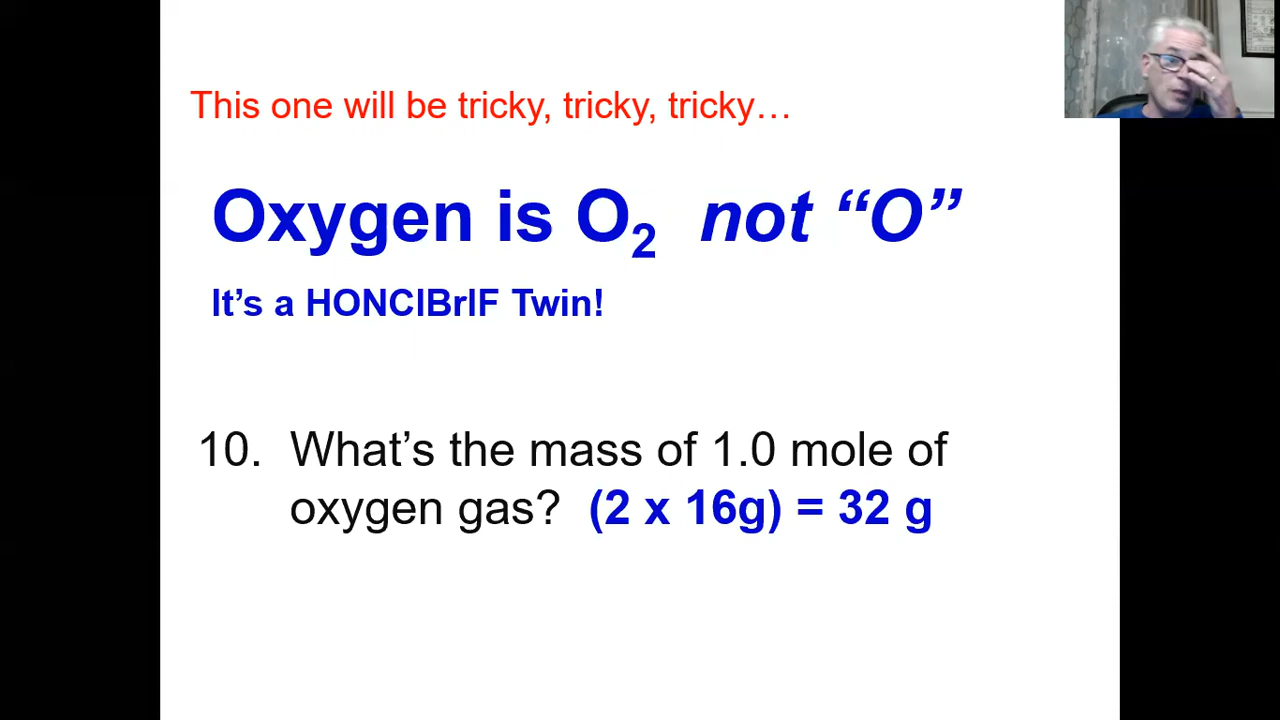 This one will be tricky, tricky, tricky…
Oxygen is O₂ not “O”
It’s a HONClBrIF Twin!
10. What’s the mass of 1.0 mole of
oxygen gas? (2 x 16g) = 32 g